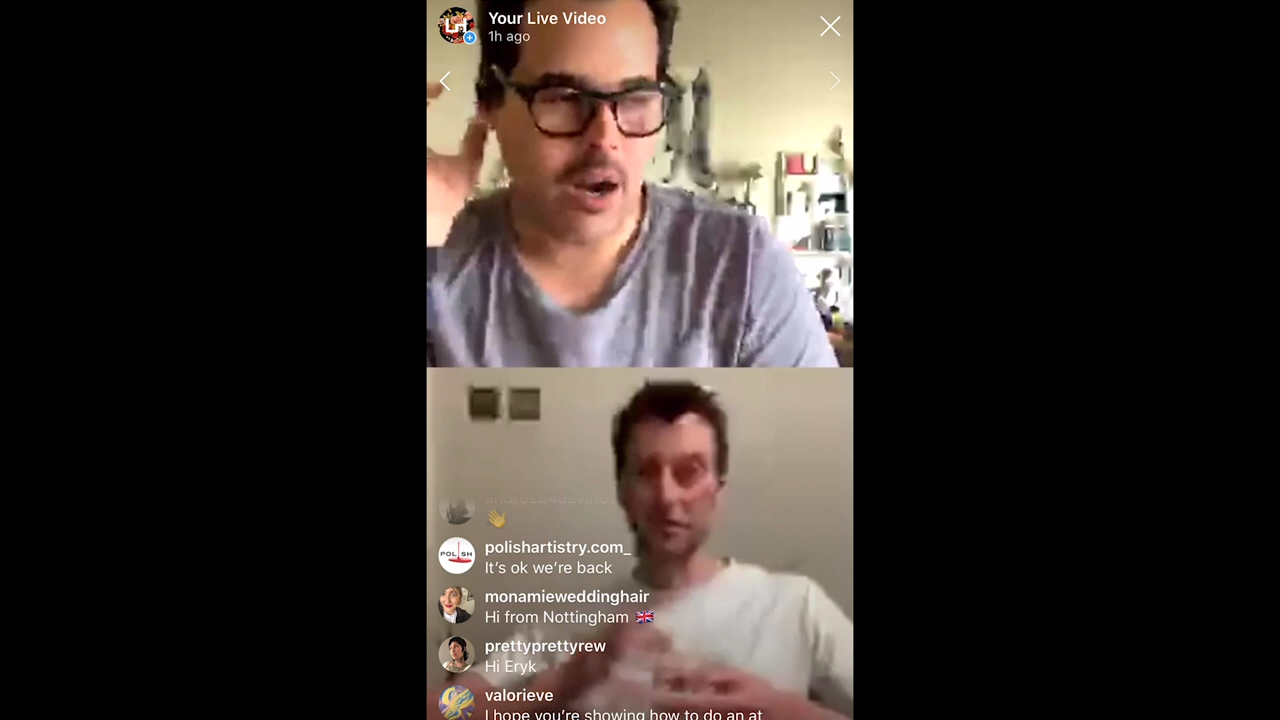 Your Live Video
1h ago
polishartistry.com_
It's ok we're back
monamieweddinghair
Hi from Nottingham 🇬🇧
prettyprettyrew
Hi Eryk
valorieve
I hope you're showing how to do an at